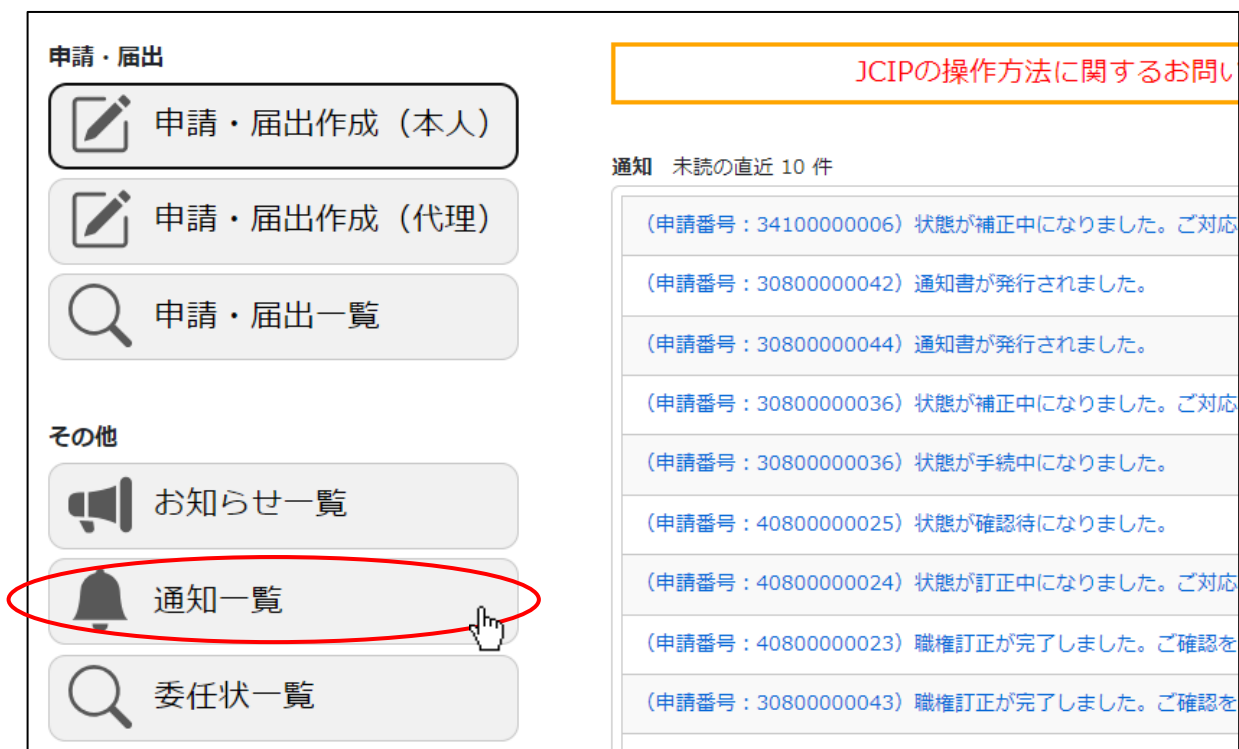 申請・届出
申請・届出作成（本人）
申請・届出作成（代理）
申請・届出一覧
その他
お知らせ一覧
通知一覧
委任状一覧
JCIPの操作方法に関するお問い
通知 未読の直近 10 件
（申請番号：34100000006）状態が補正中になりました。ご対応
（申請番号：30800000042）通知書が発行されました。
（申請番号：30800000044）通知書が発行されました。
（申請番号：30800000036）状態が補正中になりました。ご対応
（申請番号：30800000036）状態が手続中になりました。
（申請番号：40800000025）状態が確認待になりました。
（申請番号：40800000024）状態が訂正中になりました。ご対応
（申請番号：40800000023）職権訂正が完了しました。ご確認を
（申請番号：30800000043）職権訂正が完了しました。ご確認を